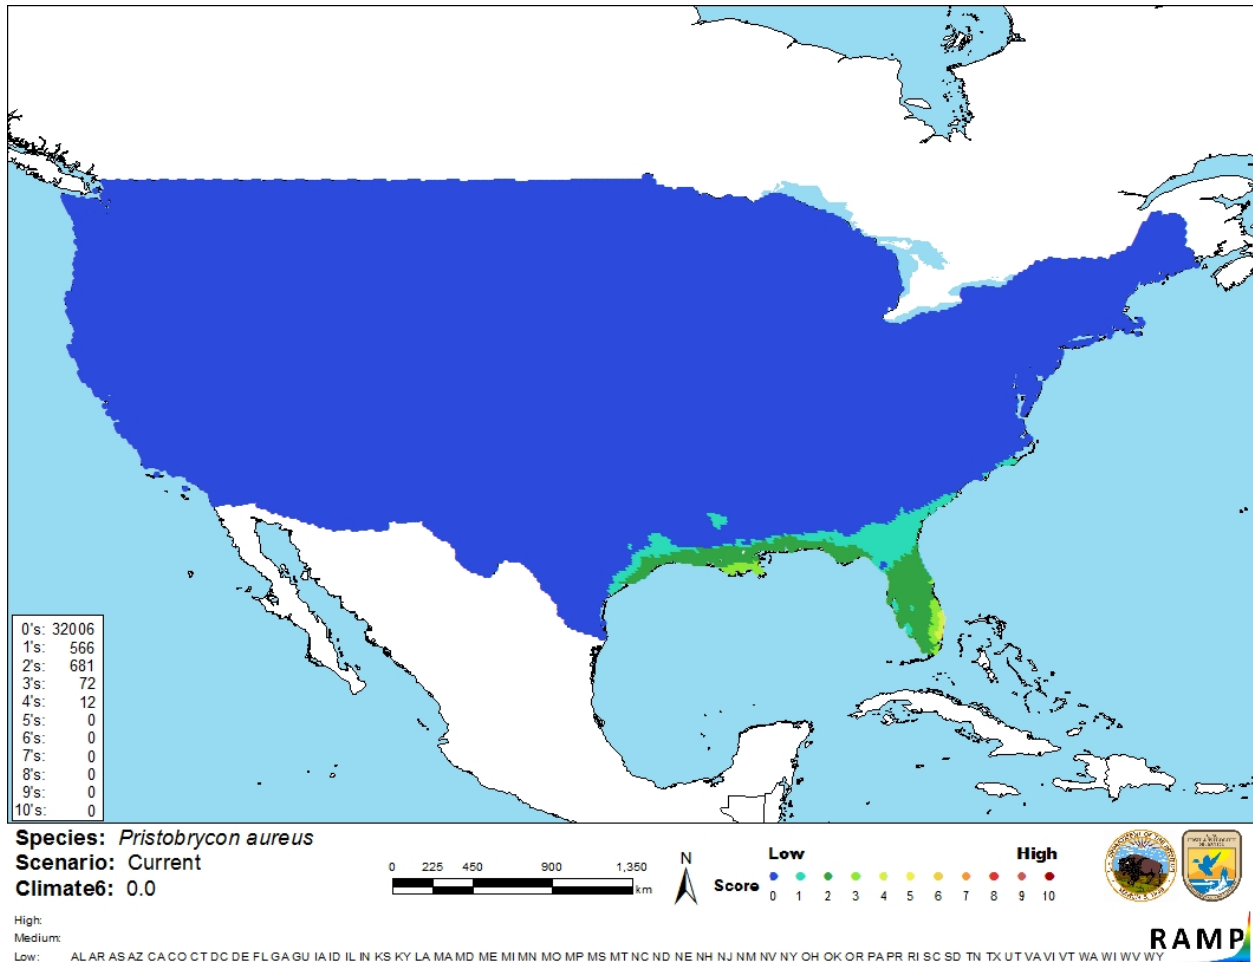 0's: 32006
1's: 566
2's: 681
3's: 72
4's: 12
5's: 0
6's: 0
7's: 0
8's: 0
9's: 0
10's: 0
Species: Pristobrycon aureus
Scenario: Current
Climate6: 0.0
0 225 450 900 1,350
km
N
Low High
Score
0 1 2 3 4 5 6 7 8 9 10
High:
Medium:
Low: AL AR AS AZ CA CO CT DC DE FL GA GU IA ID IL IN KS KY LA MA MD ME MI MN MO MP MS MT NC ND NE NH NJ NM NV NY OH OK OR PA PR RI SC SD TN TX UT VA VI VT WA WI WV WY
RAMP